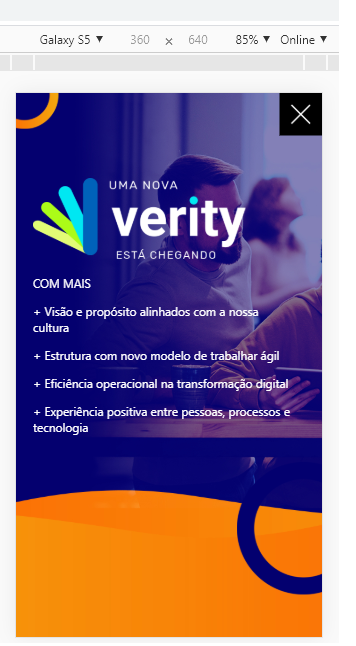 Galaxy S5 ▼ 360 × 640 85% ▼ Online ▼
UMA NOVA
verity
ESTÁ CHEGANDO
COM MAIS
+ Visão e propósito alinhados com a nossa
cultura
+ Estrutura com novo modelo de trabalhar ágil
+ Eficiência operacional na transformação digital
+ Experiência positiva entre pessoas, processos e
tecnologia